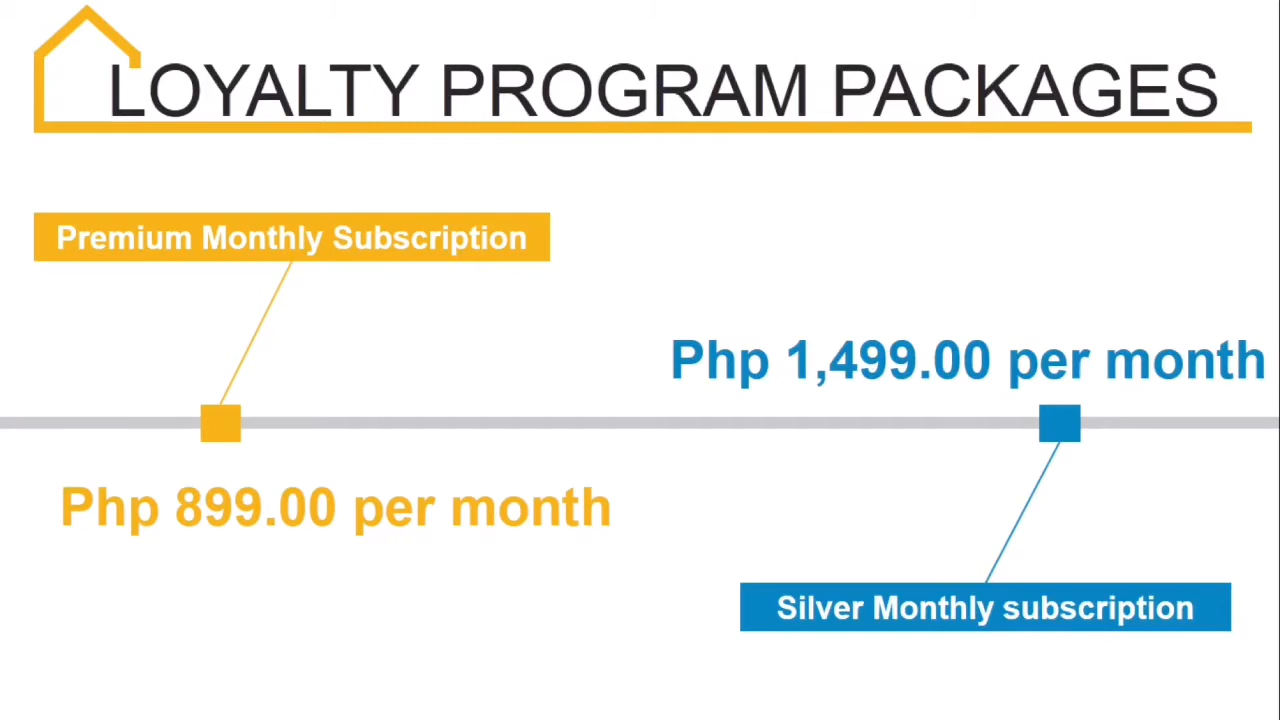 LOYALTY PROGRAM PACKAGES
Premium Monthly Subscription
Php 1,499.00 per month
Php 899.00 per month
Silver Monthly subscription